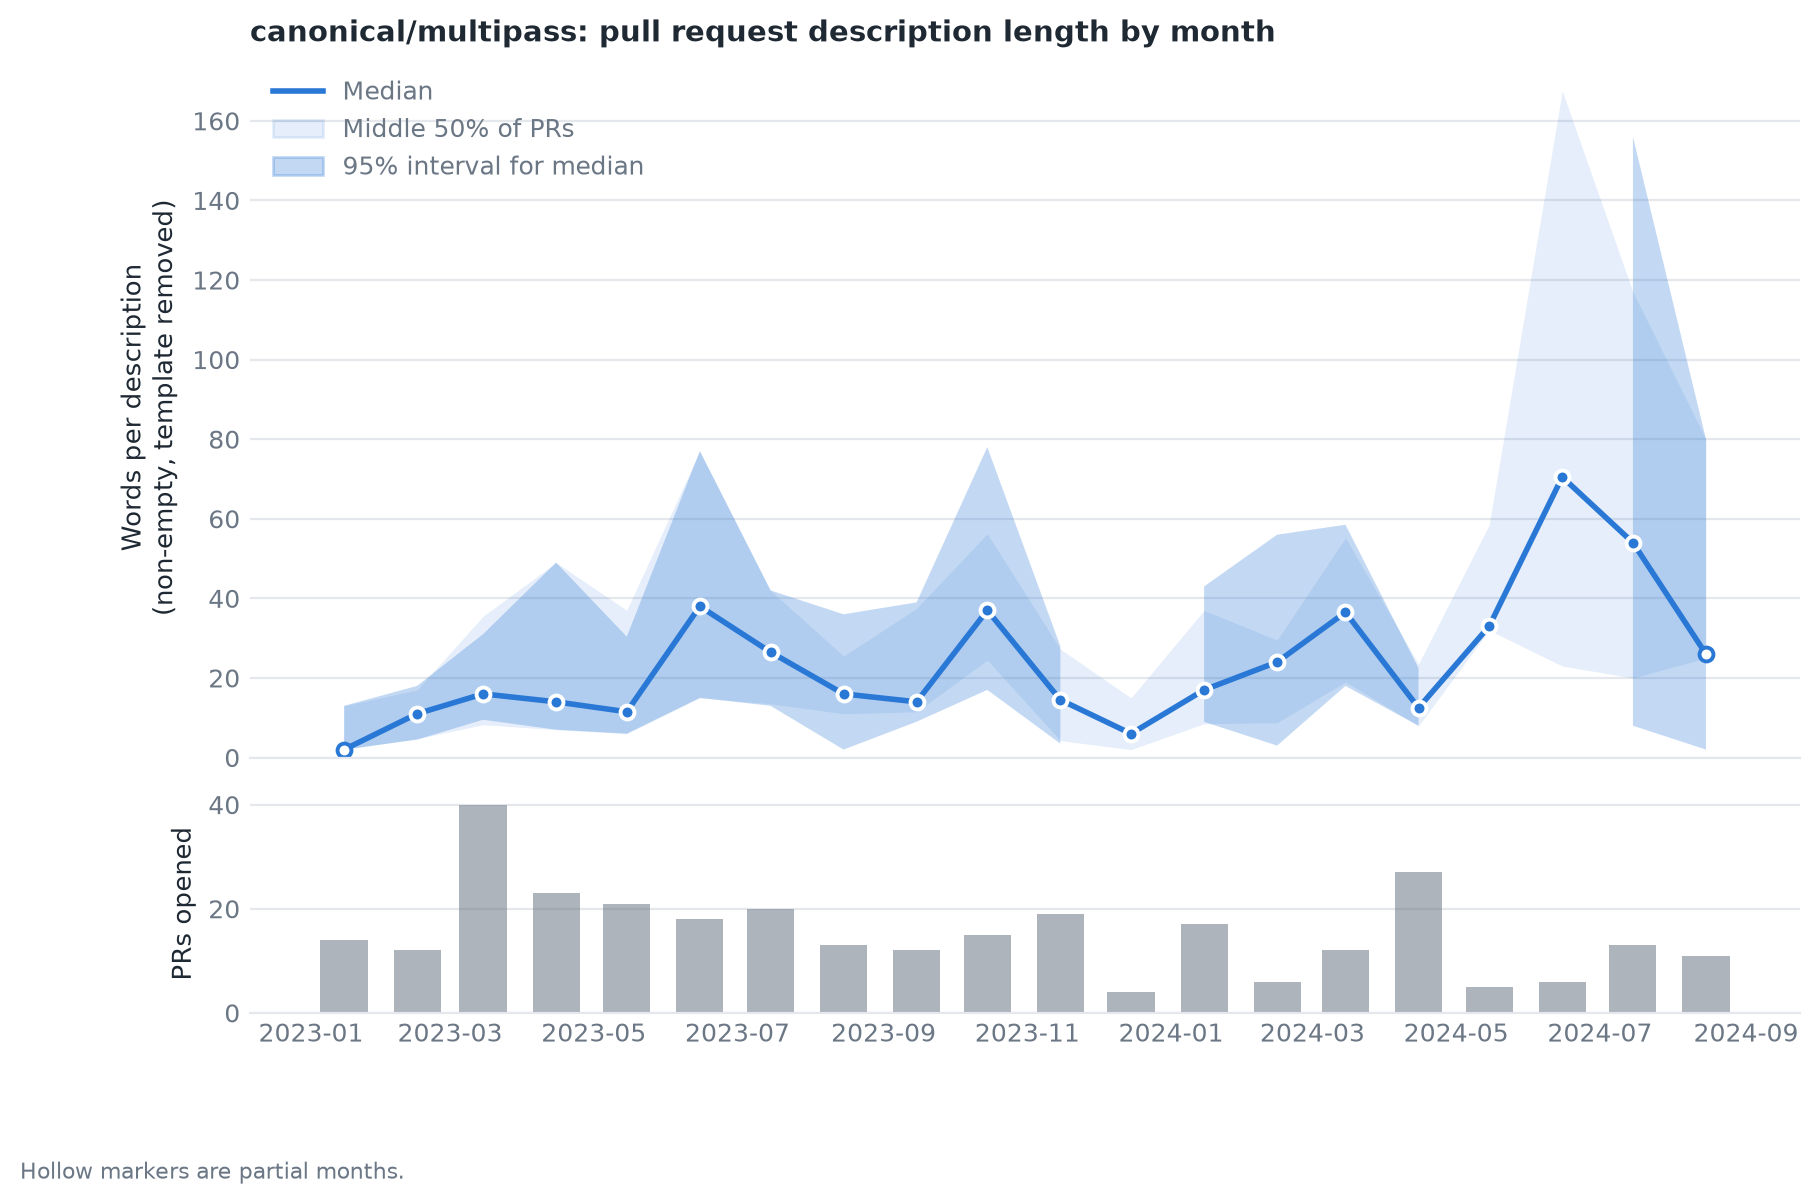 canonical/multipass: pull request description length by month
Median
Middle 50% of PRs
95% interval for median
Words per description
(non-empty, template removed)
160
140
120
100
80
60
40
20
0
PRs opened
40
20
0
2023-01 2023-03 2023-05 2023-07 2023-09 2023-11 2024-01 2024-03 2024-05 2024-07 2024-09
Hollow markers are partial months.